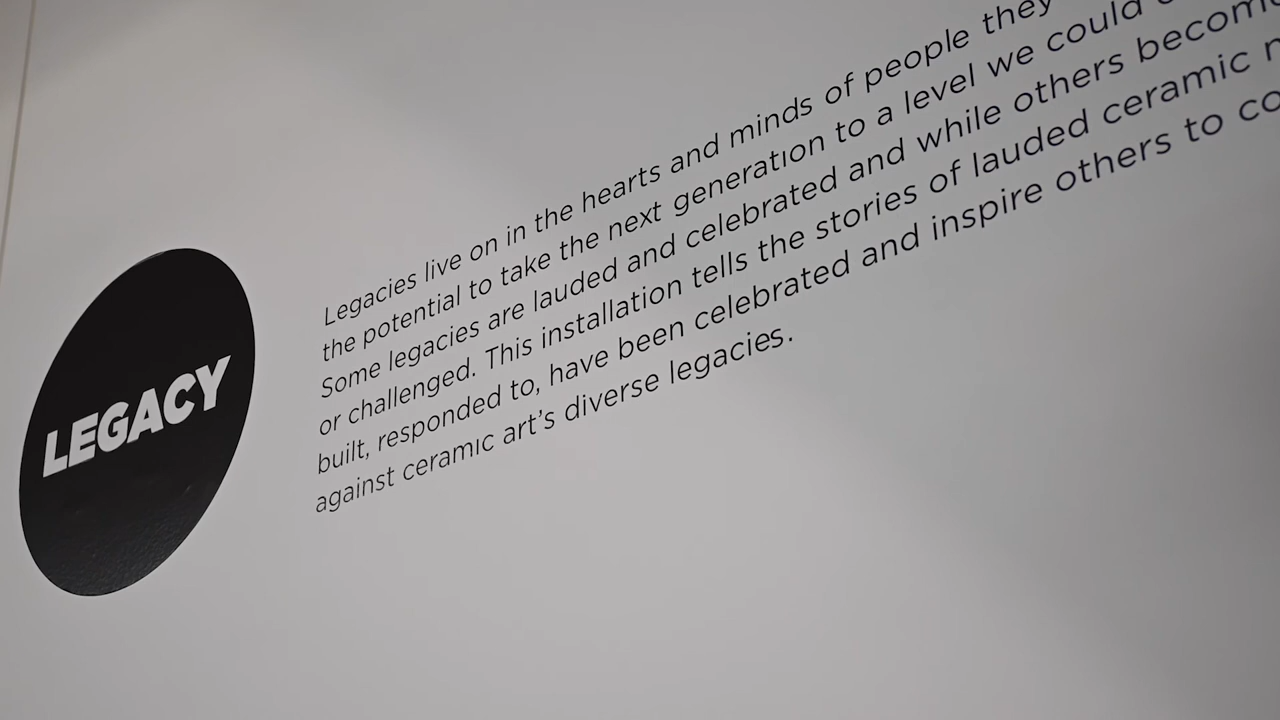 LEGACY
Legacies live on in the hearts and minds of people they
the potential to take the next generation to a level we could
Some legacies are lauded and celebrated and while others
or challenged. This installation tells the stories of lauded ceramic
built, responded to, have been celebrated and inspire others to
against ceramic art's diverse legacies.